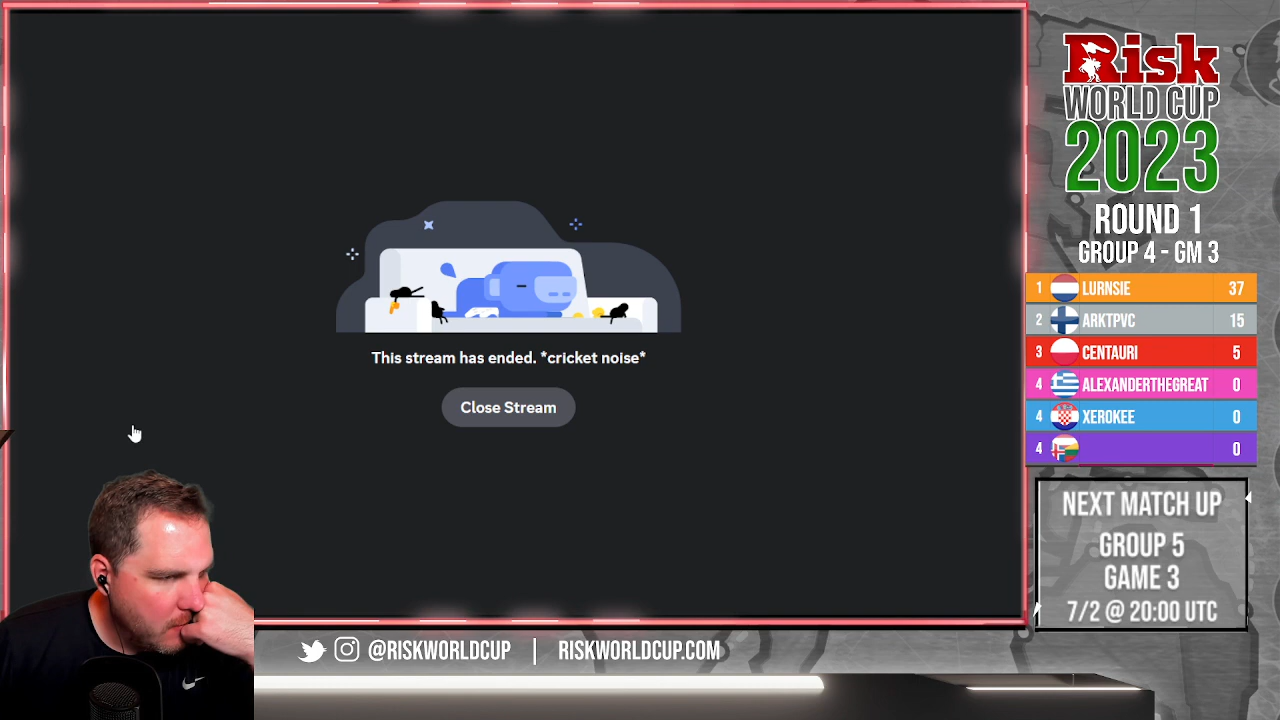 Risk
WORLD CUP
2023
ROUND 1
GROUP 4 - GM 3
1 LURNSIE 37
2 ARKTPVC 15
3 CENTAURI 5
4 ALEXANDERTHEGREAT 0
4 XEROKEE 0
4 0
This stream has ended. *cricket noise*
Close Stream
NEXT MATCH UP
GROUP 5
GAME 3
7/2 @ 20:00 UTC
@RISKWORLDCUP | RISKWORLDCUP.COM